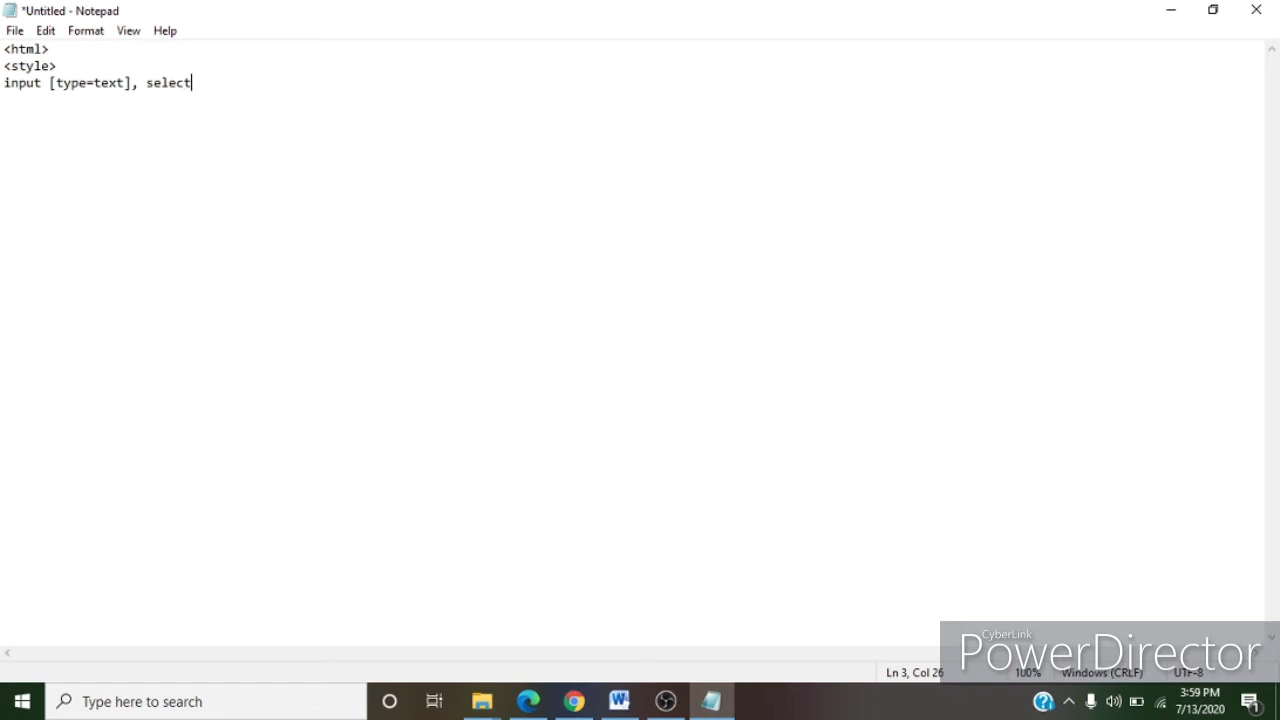 *Untitled - Notepad
File Edit Format View Help
<html>
<style>
input [type=text], select
CyberLink
PowerDirector
Ln 3, Col 26 100% Windows (CRLF) UTF-8
Type here to search
3:59 PM
7/13/2020
1